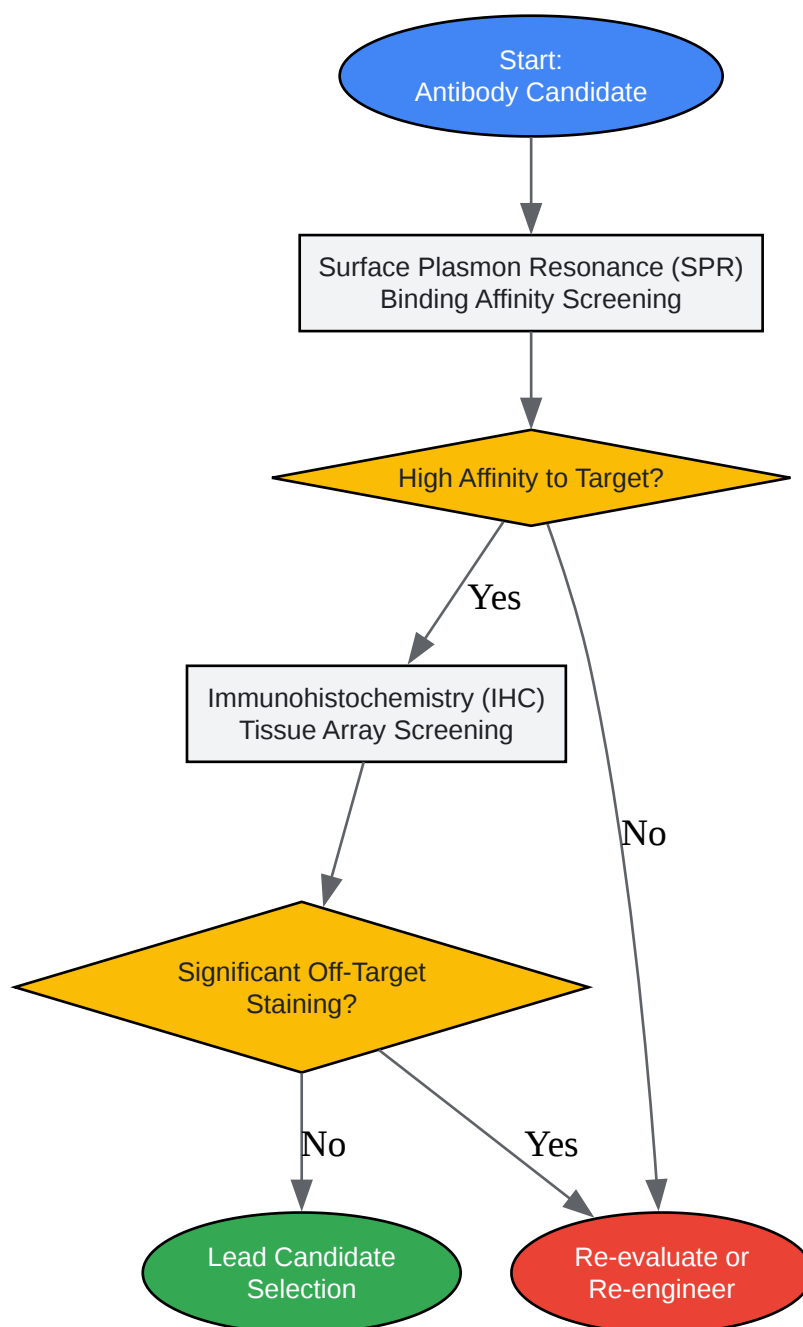 Start:
Antibody Candidate
Surface Plasmon Resonance (SPR)
Binding Affinity Screening
High Affinity to Target?
Yes
Immunohistochemistry (IHC)
Tissue Array Screening
No
Significant Off-Target
Staining?
No
Yes
Lead Candidate
Selection
Re-evaluate or
Re-engineer